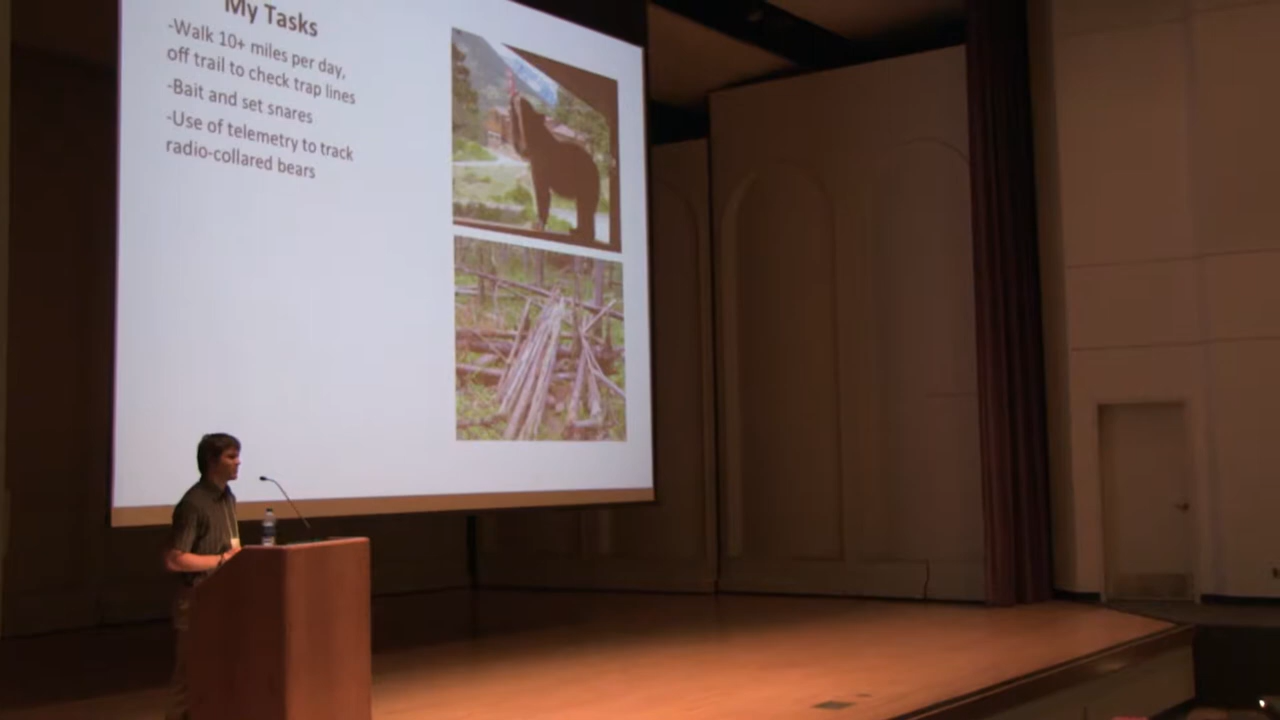 My Tasks
-Walk 10+ miles per day,
off trail to check trap lines
-Bait and set snares
-Use of telemetry to track
radio-collared bears